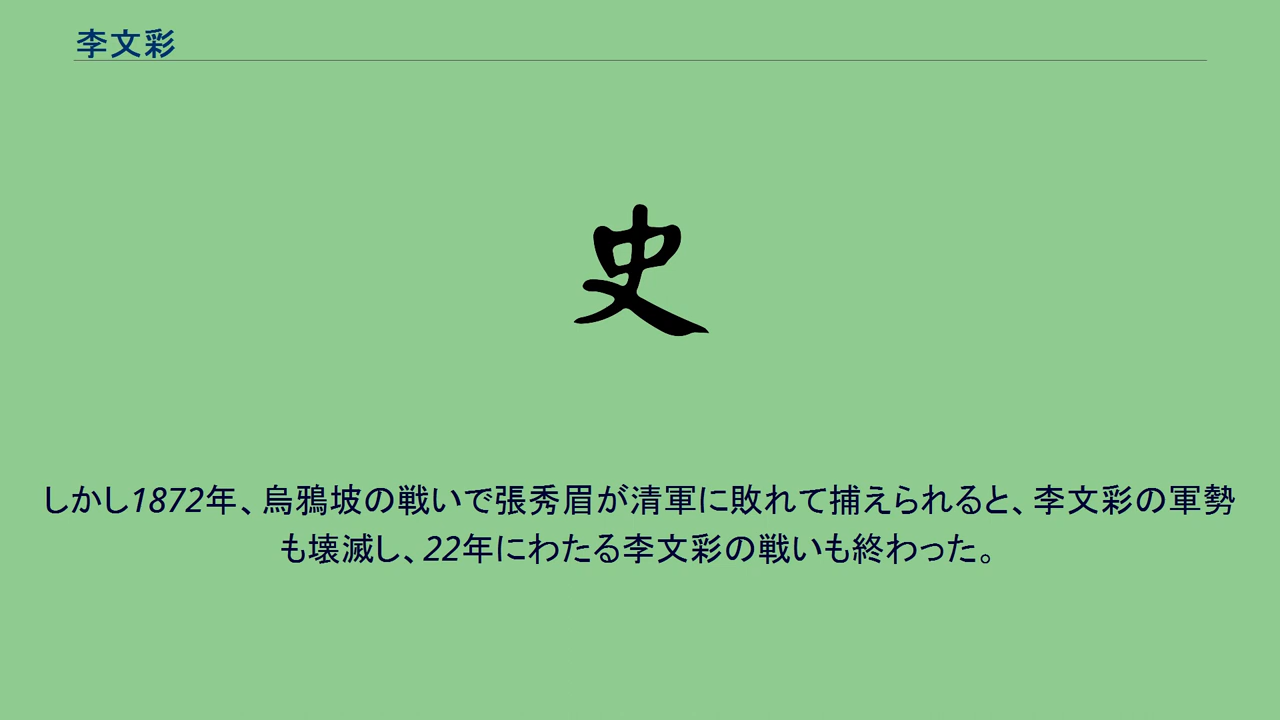 李文彩
史
しかし1872年、烏鴉坡の戦いで張秀眉が清軍に敗れて捕えられると、李文彩の軍勢
も壊滅し、22年にわたる李文彩の戦いも終わった。